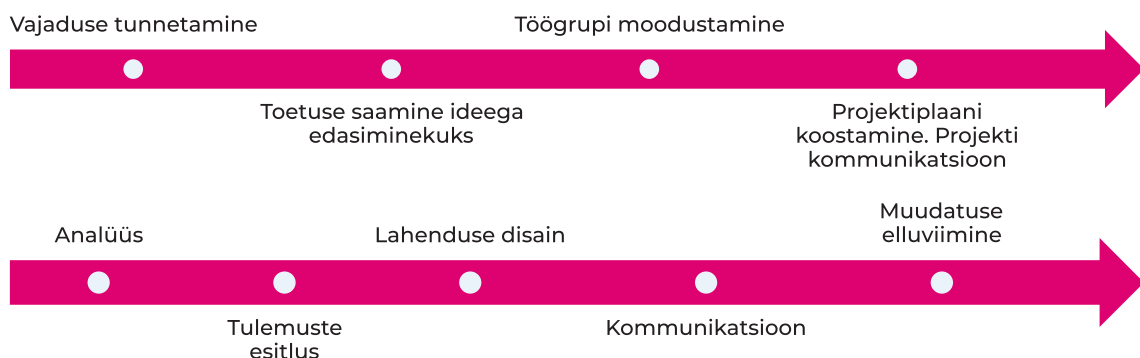 Vajaduse tunnetamine
Töögrupi moodustamine
Toetuse saamine ideega
edasiminekuks
Projektiplaani
koostamine. Projekti
kommunikatsioon
Analüüs
Lahenduse disain
Muudatuse
elluviimine
Tulemuste
esitlus
Kommunikatsioon